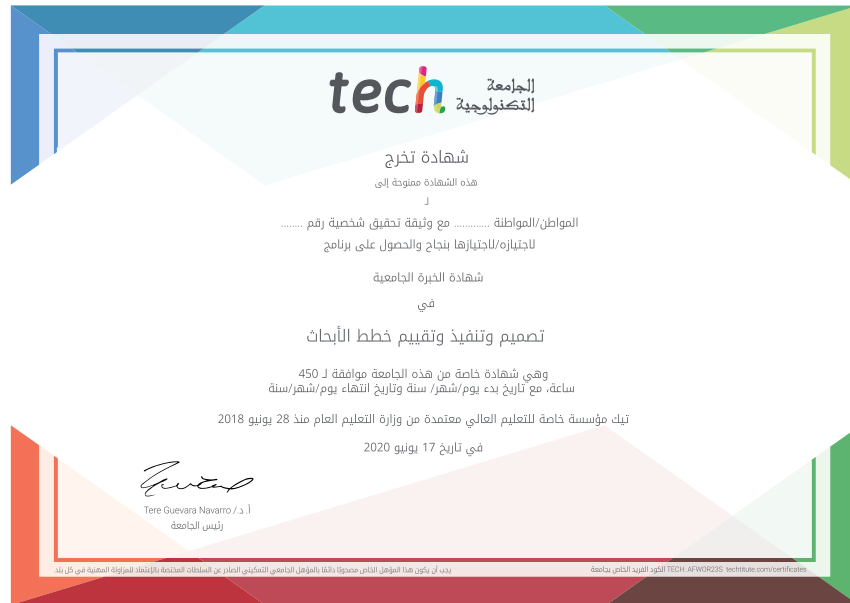 tech الجامعة
التكنولوجية
شهادة تخرج
هذه الشهادة ممنوحة إلى
لـ
المواطن/المواطنة ............. مع وثيقة تحقيق شخصية رقم ........
لاجتيازه/لاجتيازها بنجاح والحصول على برنامج
شهادة الخبرة الجامعية
في
تصميم وتنفيذ وتقييم خطط الأبحاث
وهي شهادة خاصة من هذه الجامعة موافقة لـ 450
ساعة، مع تاريخ بدء يوم/شهر/ سنة وتاريخ انتهاء يوم/شهر/سنة
تيك مؤسسة خاصة للتعليم العالي معتمدة من وزارة التعليم العام منذ 28 يونيو 2018
في تاريخ 17 يونيو 2020
أ. د./ Tere Guevara Navarro
رئيس الجامعة
يجب أن يكون هذا المؤهل الخاص مصحوبًا دائمًا بالمؤهل الجامعي التمكيني الصادر عن السلطات المختصة بالإعتماد للمزاولة المهنية في كل بلد.
الكود الفريد الخاص بجامعة TECH: AFWOR23S techtitute.com/certificates